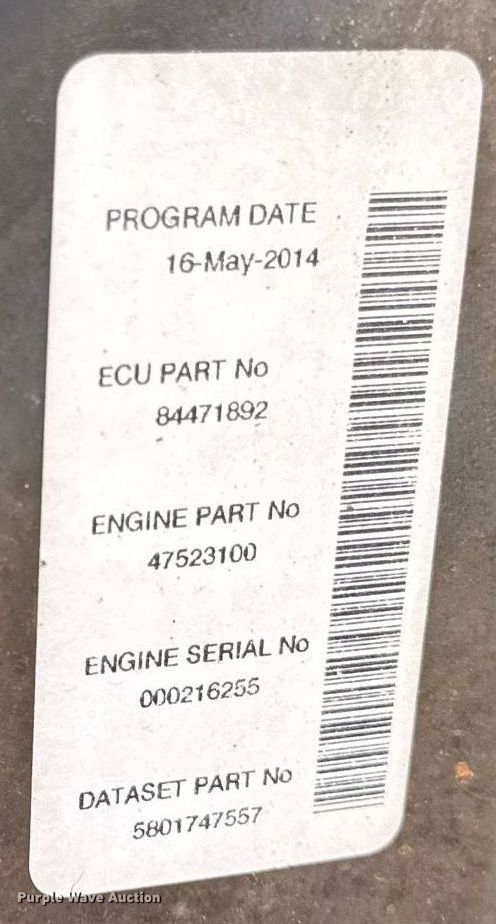 PROGRAM DATE
16-May-2014
ECU PART No
84471892
ENGINE PART No
47523100
ENGINE SERIAL No
000216255
DATASET PART No
5801747557
Purple Wave Auction